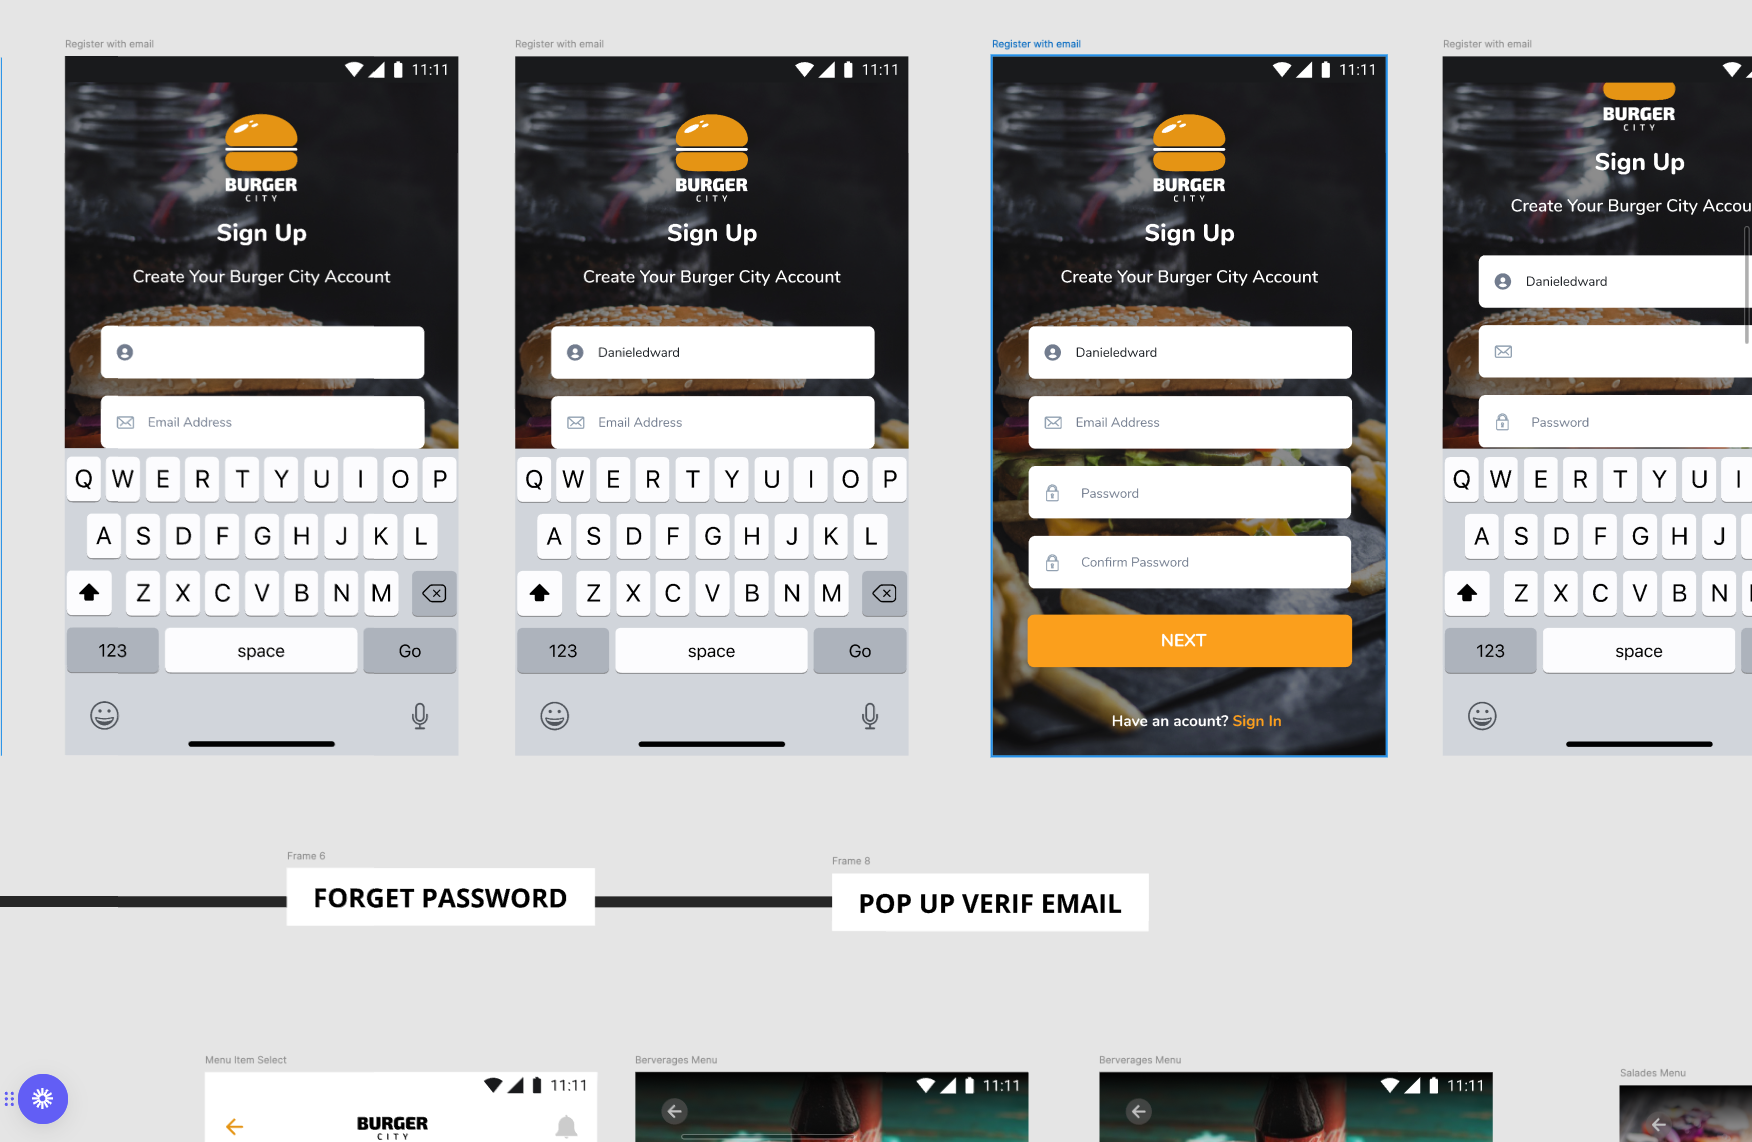 Register with email
11:11
BURGER
CITY
Sign Up
Create Your Burger City Account
Email Address
Q W E R T Y U I O P
A S D F G H J K L
Z X C V B N M
123 space Go
Register with email
11:11
BURGER
CITY
Sign Up
Create Your Burger City Account
Danieledward
Email Address
Q W E R T Y U I O P
A S D F G H J K L
Z X C V B N M
123 space Go
Register with email
11:11
BURGER
CITY
Sign Up
Create Your Burger City Account
Danieledward
Email Address
Password
Confirm Password
NEXT
Have an acount? Sign In
Register with email
BURGER
CITY
Sign Up
Create Your Burger City Accou
Danieledward
Password
Q W E R T Y U I
A S D F G H J
Z X C V B N
123 space
Frame 6
FORGET PASSWORD
Frame 8
POP UP VERIF EMAIL
Menu Item Select
11:11
BURGER
CITY
Berverages Menu
11:11
Berverages Menu
11:11
Salades Menu